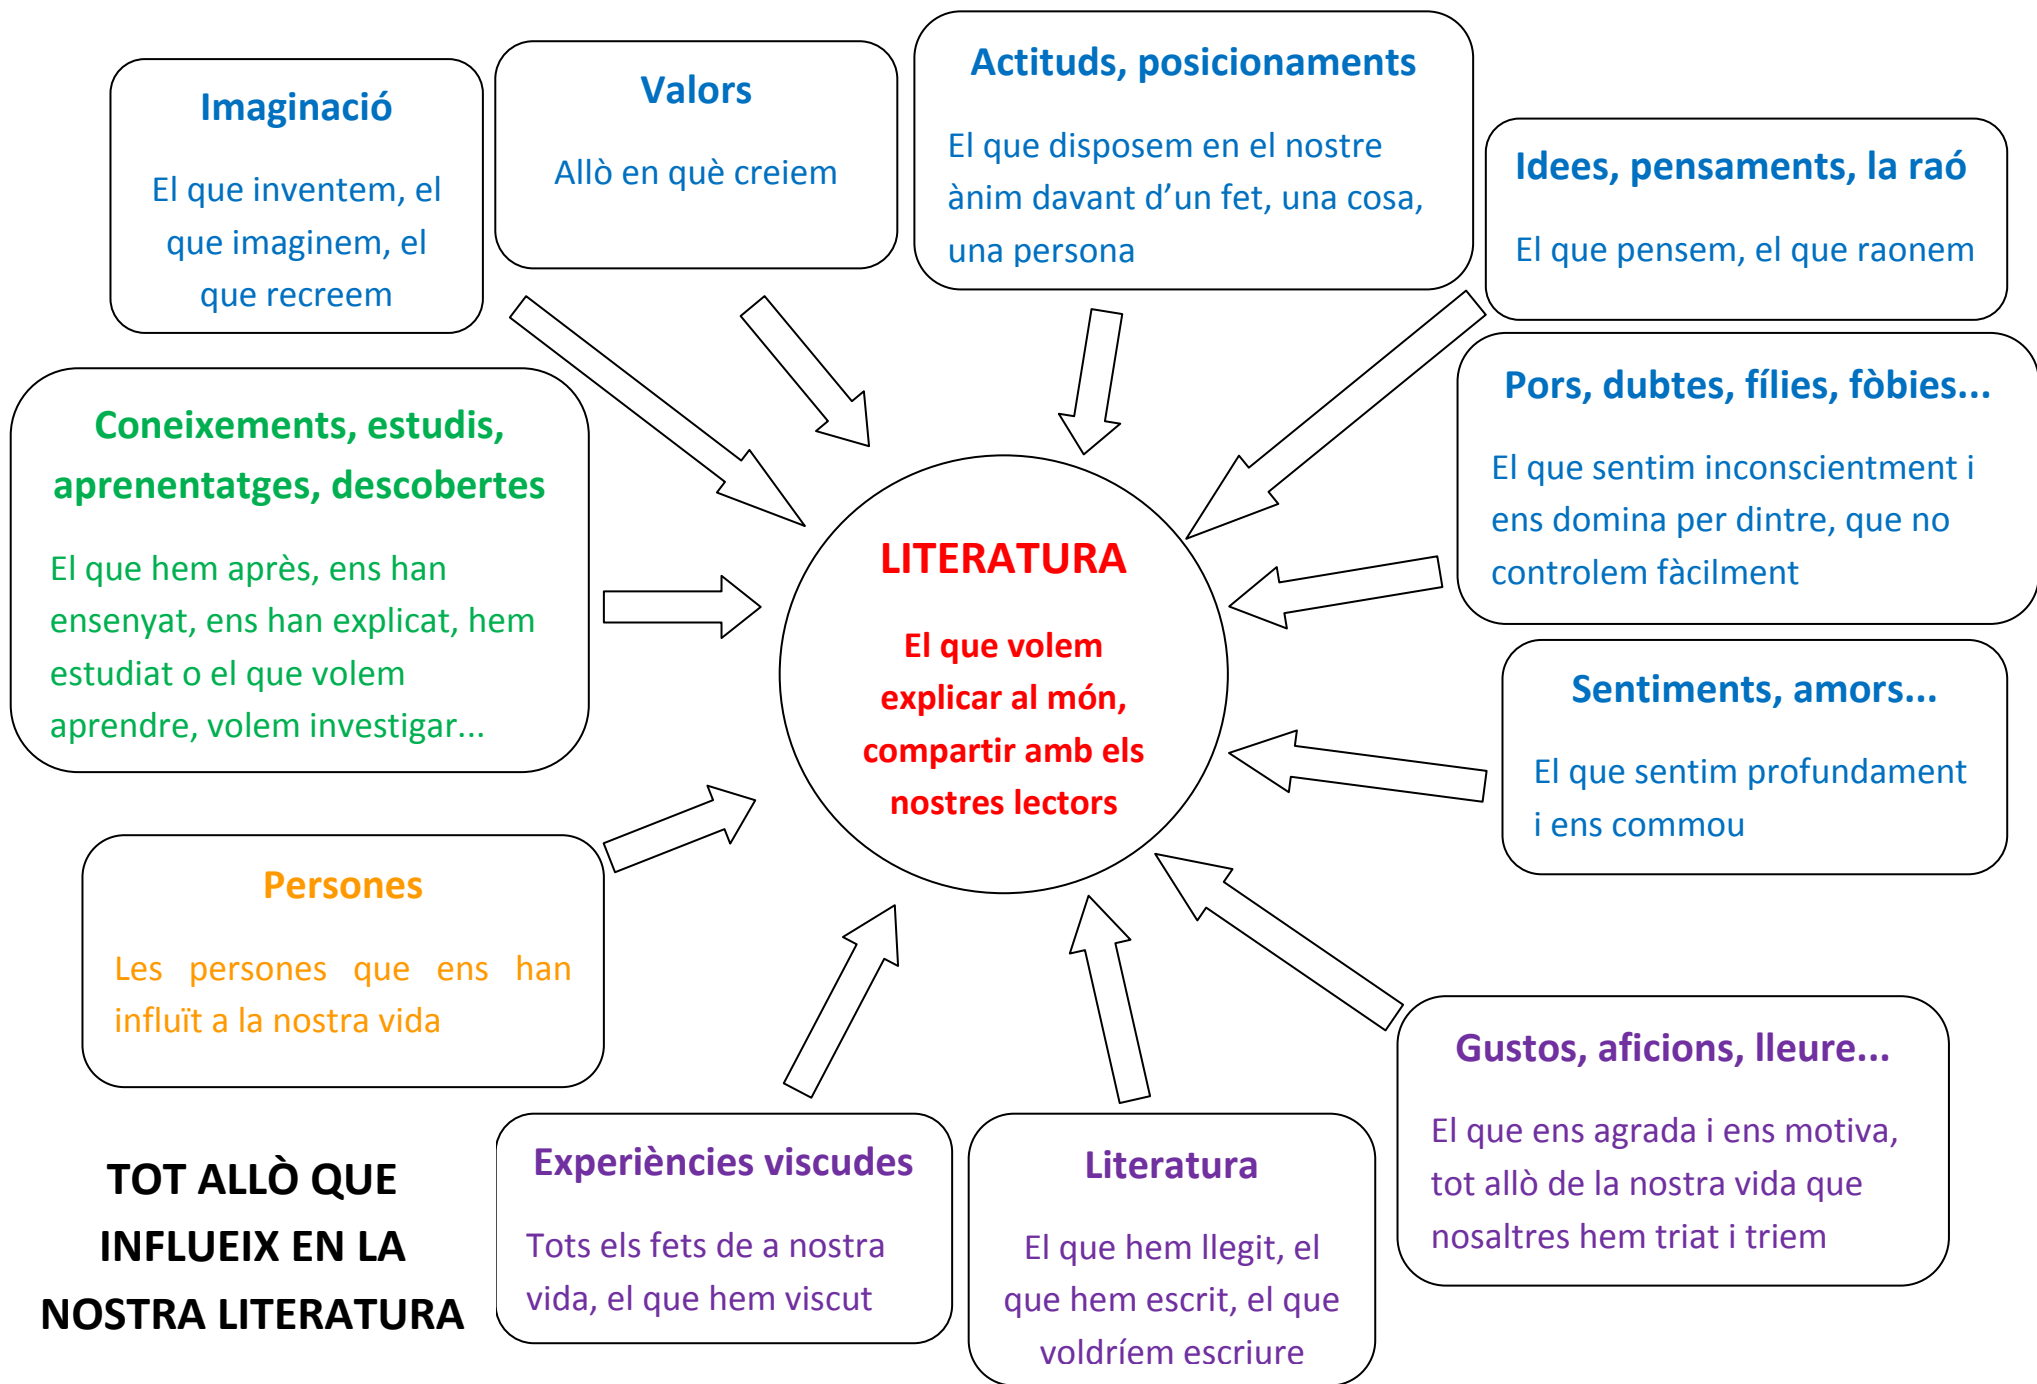 Imaginació
El que inventem, el
que imaginem, el
que recreem
Valors
Allò en què creiem
Actituds, posicionaments
El que disposem en el nostre
ànim davant d’un fet, una cosa,
una persona
Idees, pensaments, la raó
El que pensem, el que raonem
Pors, dubtes, fílies, fòbies...
El que sentim inconscientment i
ens domina per dintre, que no
controlem fàcilment
Coneixements, estudis,
aprenentatges, descobertes
El que hem après, ens han
ensenyat, ens han explicat, hem
estudiat o el que volem
aprendre, volem investigar...
LITERATURA
El que volem
explicar al món,
compartir amb els
nostres lectors
Sentiments, amors...
El que sentim profundament
i ens commou
Persones
Les persones que ens han
influït a la nostra vida
Gustos, aficions, lleure...
El que ens agrada i ens motiva,
tot allò de la nostra vida que
nosaltres hem triat i triem
Experiències viscudes
Tots els fets de a nostra
vida, el que hem viscut
Literatura
El que hem llegit, el
que hem escrit, el que
voldríem escriure
TOT ALLÒ QUE
INFLUEIX EN LA
NOSTRA LITERATURA